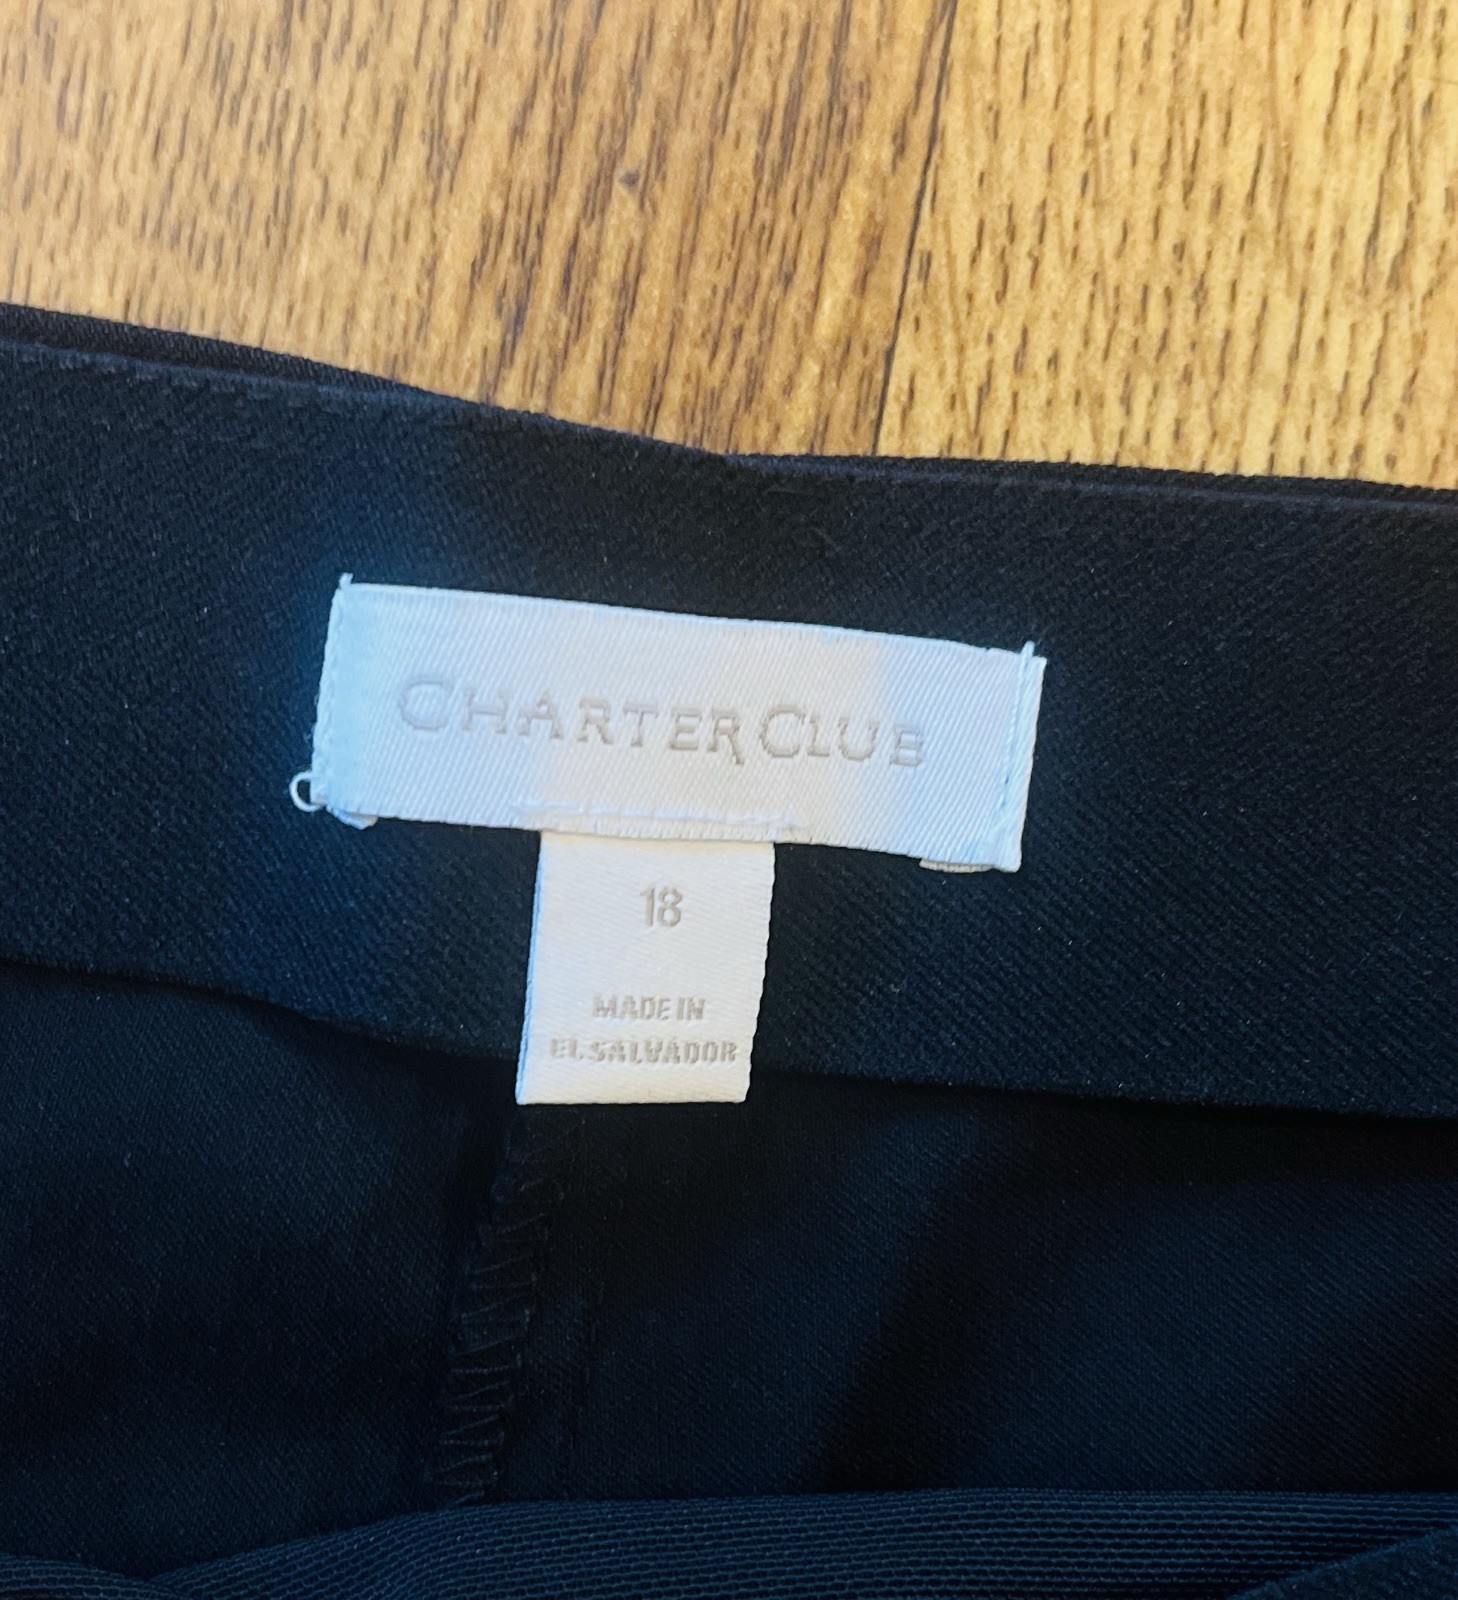 CHARTER CLUB
18
MADE IN
EL SALVADOR